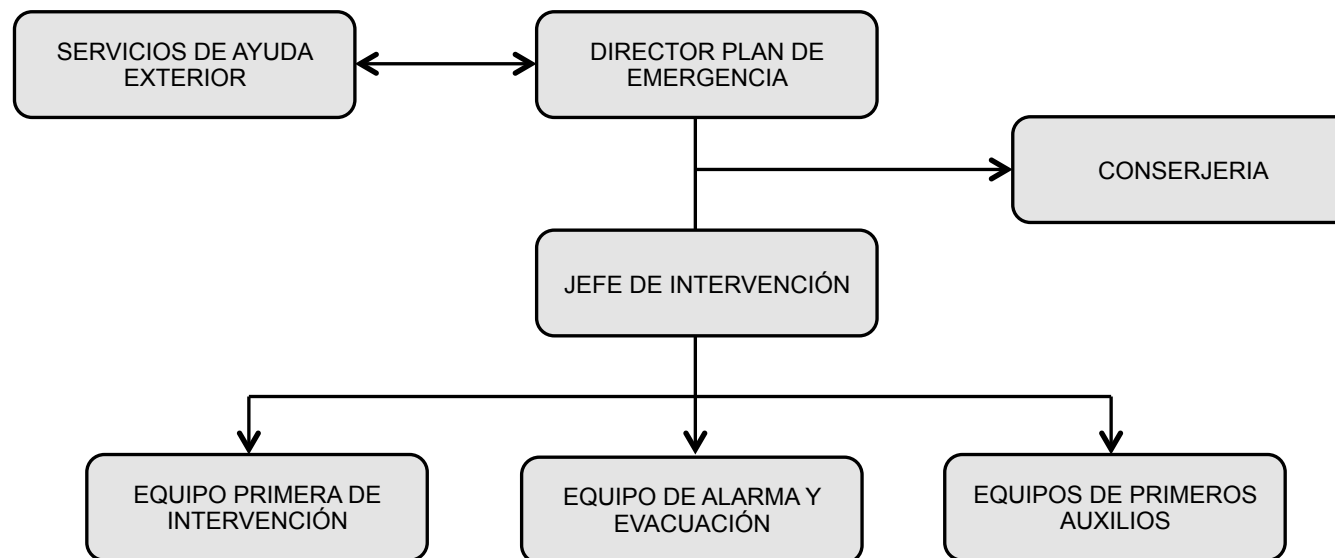 SERVICIOS DE AYUDA
EXTERIOR
DIRECTOR PLAN DE
EMERGENCIA
CONSERJERIA
JEFE DE INTERVENCIÓN
EQUIPO PRIMERA DE
INTERVENCIÓN
EQUIPO DE ALARMA Y
EVACUACIÓN
EQUIPOS DE PRIMEROS
AUXILIOS